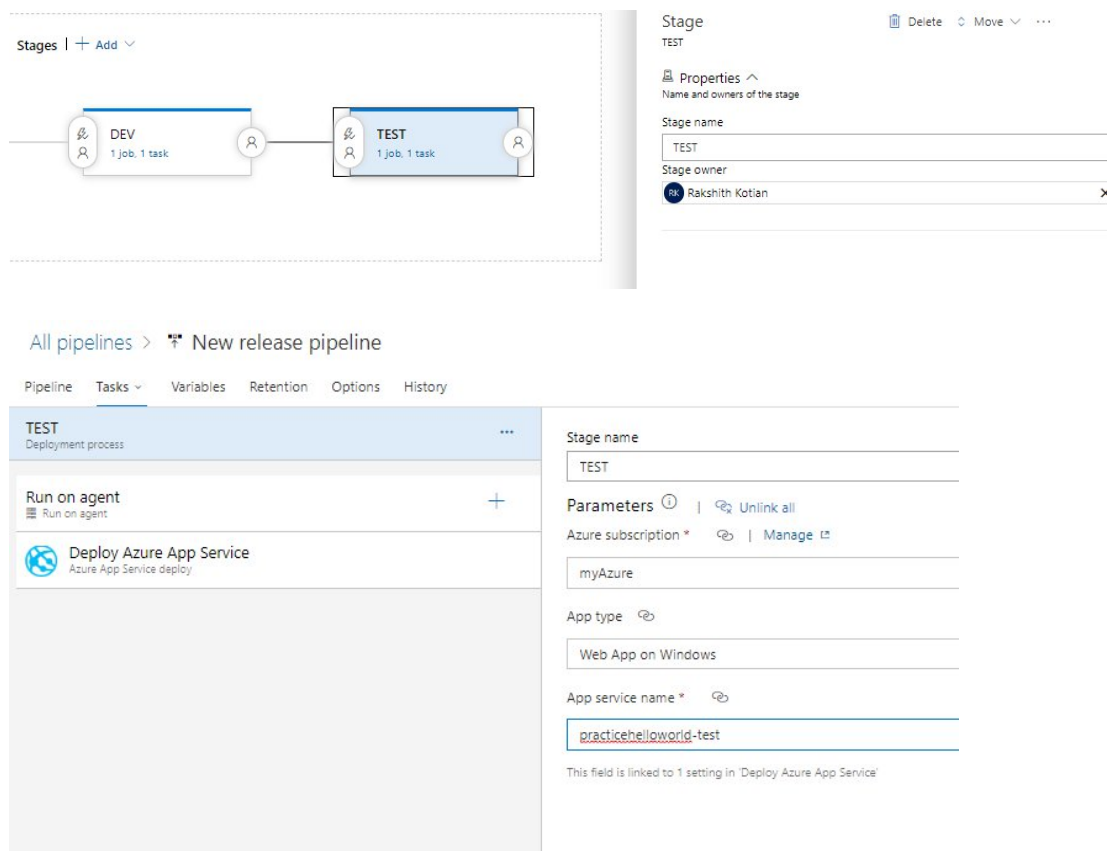 Stages | + Add
DEV
1 job, 1 task
TEST
1 job, 1 task
Stage
Delete
Move
...
TEST
Properties
Name and owners of the stage
Stage name
TEST
Stage owner
RK Rakshith Kotian
All pipelines > New release pipeline
Pipeline Tasks Variables Retention Options History
TEST
Deployment process
...
Run on agent
Run on agent
Deploy Azure App Service
Azure App Service deploy
Stage name
TEST
Parameters | Unlink all
Azure subscription * | Manage
myAzure
App type
Web App on Windows
App service name *
practicehelloworld-test
This field is linked to 1 setting in 'Deploy Azure App Service'